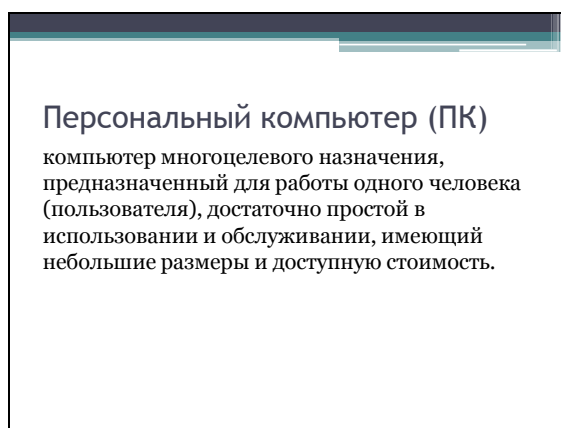 Персональный компьютер (ПК)
компьютер многоцелевого назначения,
предназначенный для работы одного человека
(пользователя), достаточно простой в
использовании и обслуживании, имеющий
небольшие размеры и доступную стоимость.